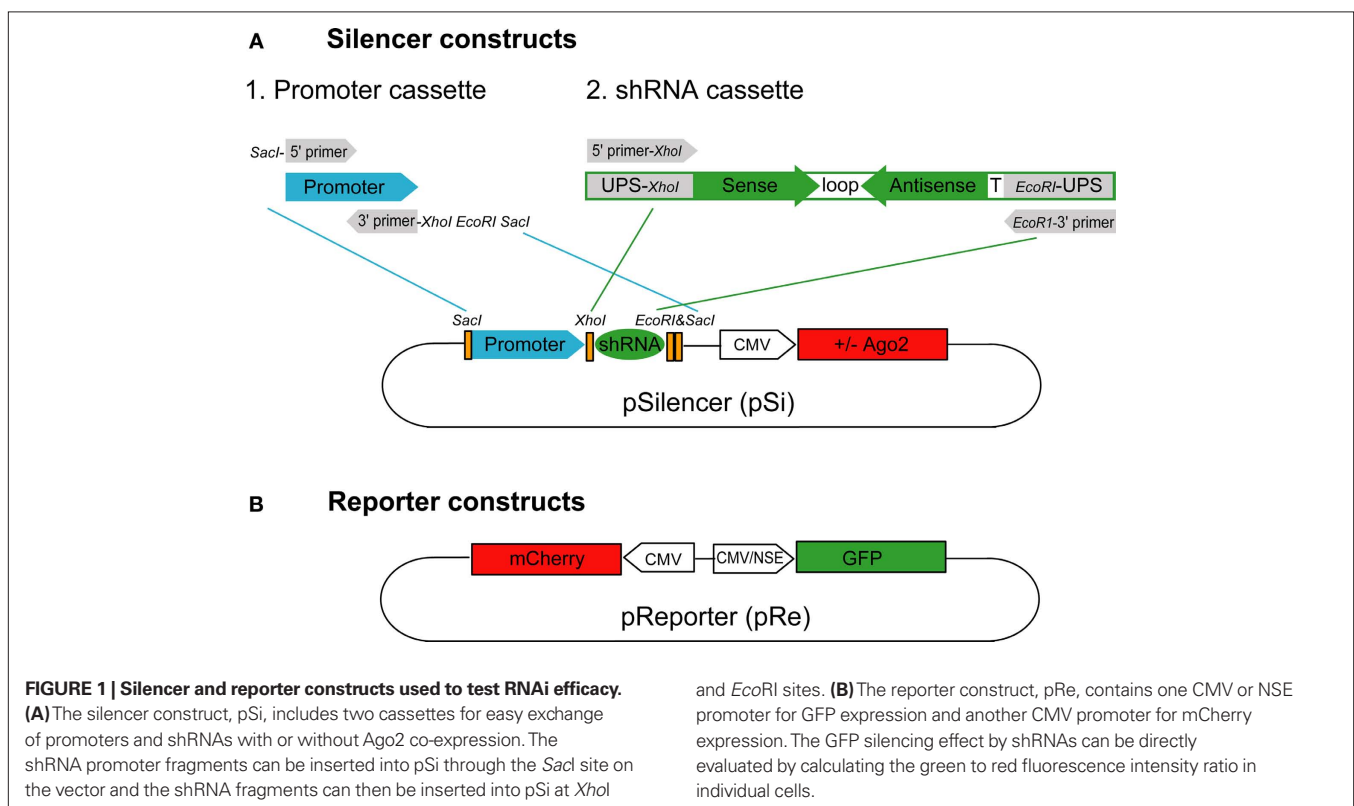 A Silencer constructs
1. Promoter cassette 2. shRNA cassette
SacI- 5' primer
Promoter
3' primer-XhoI EcoRI SacI
5' primer-XhoI
UPS-XhoI Sense loop Antisense T EcoRI-UPS
EcoR1-3' primer
SacI XhoI EcoRI&SacI
Promoter shRNA CMV +/- Ago2
pSilencer (pSi)
B Reporter constructs
mCherry CMV CMV/NSE GFP
pReporter (pRe)
FIGURE 1 | Silencer and reporter constructs used to test RNAi efficacy.
(A) The silencer construct, pSi, includes two cassettes for easy exchange
of promoters and shRNAs with or without Ago2 co-expression. The
shRNA promoter fragments can be inserted into pSi through the SacI site on
the vector and the shRNA fragments can then be inserted into pSi at XhoI
and EcoRI sites. (B) The reporter construct, pRe, contains one CMV or NSE
promoter for GFP expression and another CMV promoter for mCherry
expression. The GFP silencing effect by shRNAs can be directly
evaluated by calculating the green to red fluorescence intensity ratio in
individual cells.